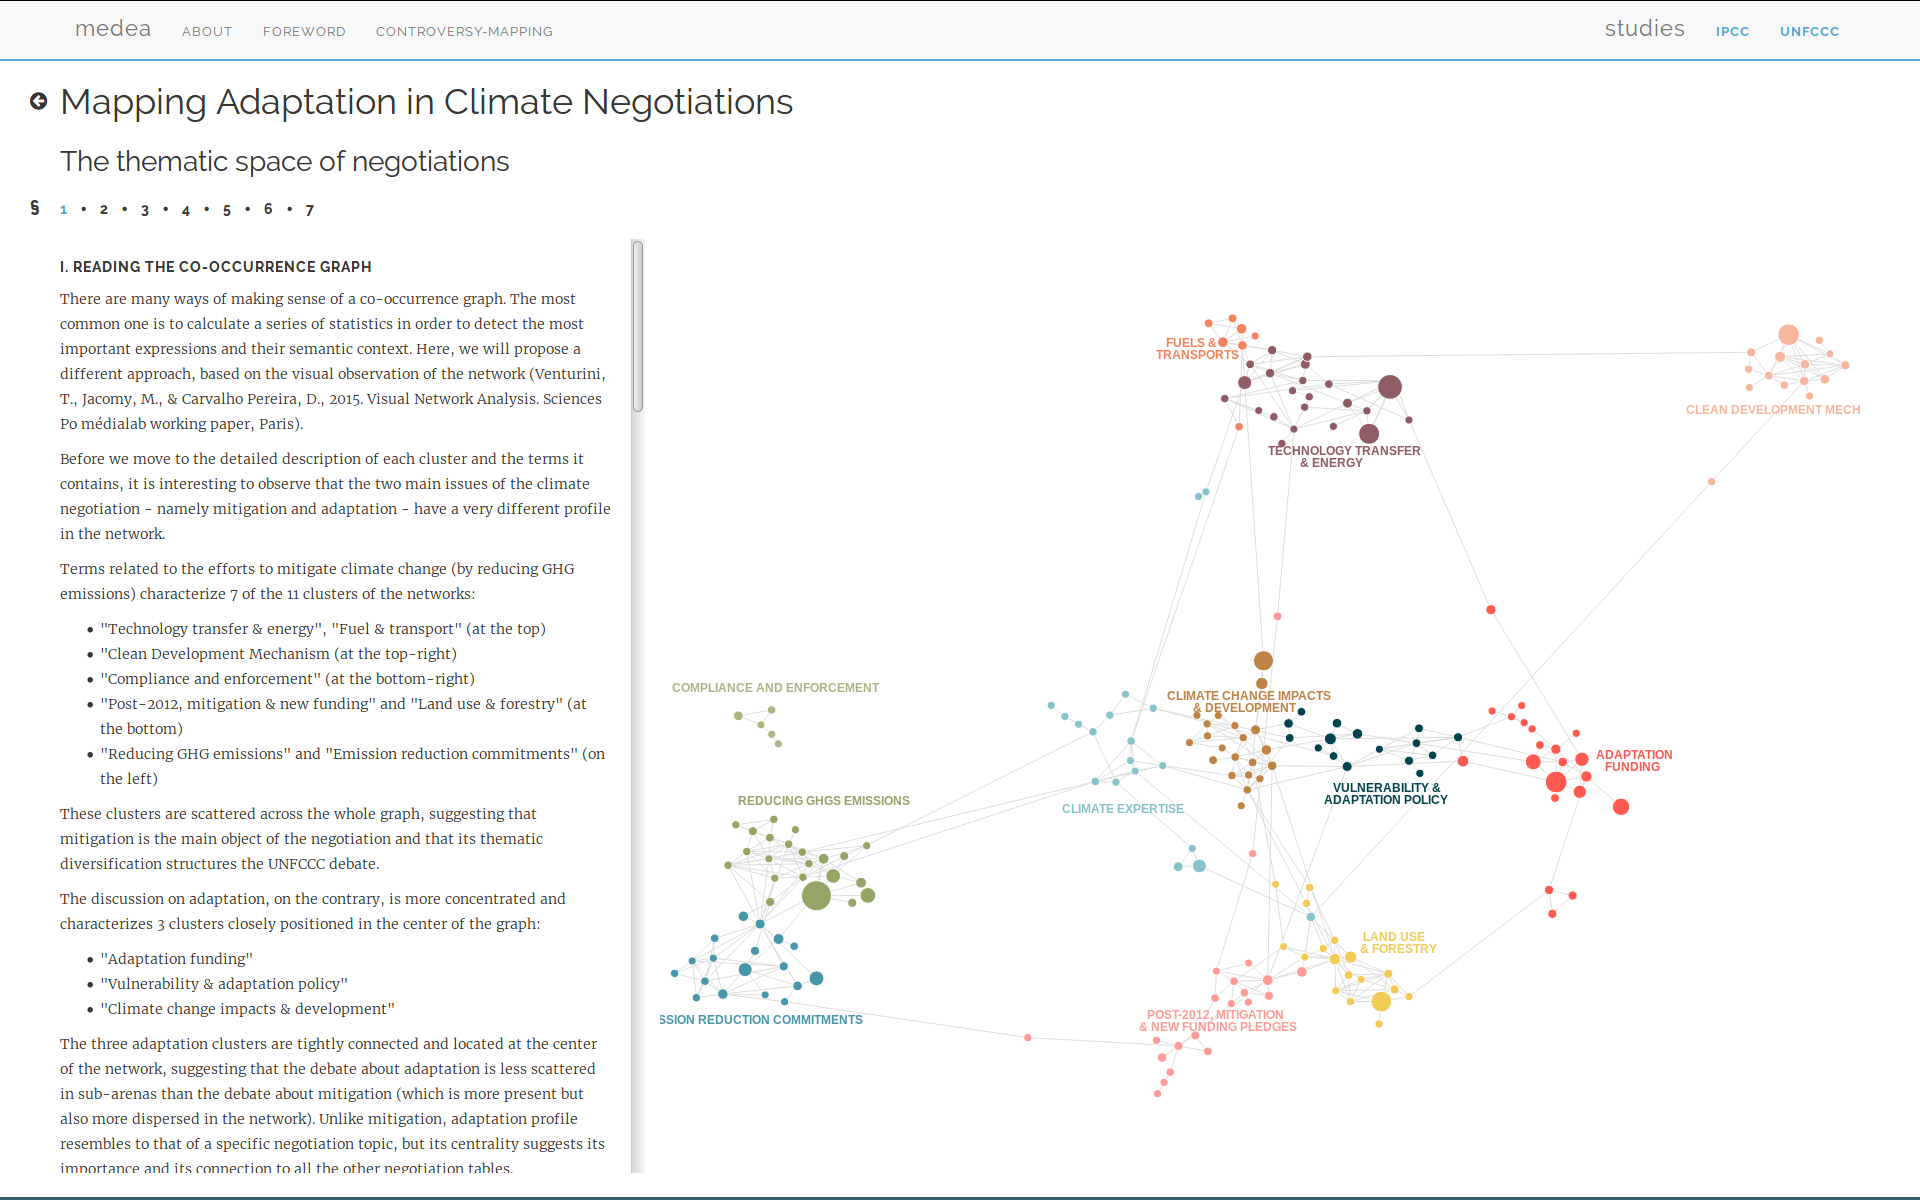 medea ABOUT FOREWORD CONTROVERSY-MAPPING studies IPCC UNFCCC
Mapping Adaptation in Climate Negotiations
The thematic space of negotiations
§ 1 • 2 • 3 • 4 • 5 • 6 • 7
I. READING THE CO-OCCURRENCE GRAPH
There are many ways of making sense of a co-occurrence graph. The most
common one is to calculate a series of statistics in order to detect the most
important expressions and their semantic context. Here, we will propose a
different approach, based on the visual observation of the network (Venturini,
T., Jacomy, M., & Carvalho Pereira, D., 2015. Visual Network Analysis. Sciences
Po médialab working paper, Paris).
Before we move to the detailed description of each cluster and the terms it
contains, it is interesting to observe that the two main issues of the climate
negotiation - namely mitigation and adaptation - have a very different profile
in the network.
Terms related to the efforts to mitigate climate change (by reducing GHG
emissions) characterize 7 of the 11 clusters of the networks:
• "Technology transfer & energy", "Fuel & transport" (at the top)
• "Clean Development Mechanism (at the top-right)
• "Compliance and enforcement" (at the bottom-right)
• "Post-2012, mitigation & new funding" and "Land use & forestry" (at
the bottom)
• "Reducing GHG emissions" and "Emission reduction commitments" (on
the left)
These clusters are scattered across the whole graph, suggesting that
mitigation is the main object of the negotiation and that its thematic
diversification structures the UNFCCC debate.
The discussion on adaptation, on the contrary, is more concentrated and
characterizes 3 clusters closely positioned in the center of the graph:
• "Adaptation funding"
• "Vulnerability & adaptation policy"
• "Climate change impacts & development"
The three adaptation clusters are tightly connected and located at the center
of the network, suggesting that the debate about adaptation is less scattered
in sub-arenas than the debate about mitigation (which is more present but
also more dispersed in the network). Unlike mitigation, adaptation profile
resembles to that of a specific negotiation topic, but its centrality suggests its
importance and its connection to all the other negotiation tables.
FUELS &
TRANSPORTS
TECHNOLOGY TRANSFER
& ENERGY
CLEAN DEVELOPMENT MECH
COMPLIANCE AND ENFORCEMENT
CLIMATE CHANGE IMPACTS
& DEVELOPMENT
ADAPTATION
FUNDING
VULNERABILITY &
ADAPTATION POLICY
REDUCING GHGS EMISSIONS
CLIMATE EXPERTISE
LAND USE
& FORESTRY
SSION REDUCTION COMMITMENTS
POST-2012, MITIGATION
& NEW FUNDING PLEDGES